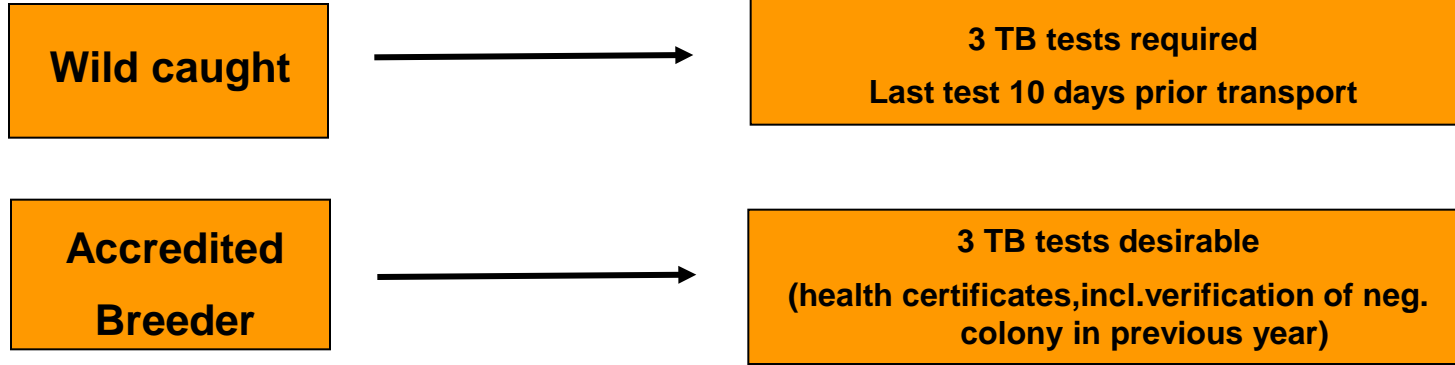 Wild caught
3 TB tests required
Last test 10 days prior transport
Accredited
Breeder
3 TB tests desirable
(health certificates,incl.verification of neg.
colony in previous year)